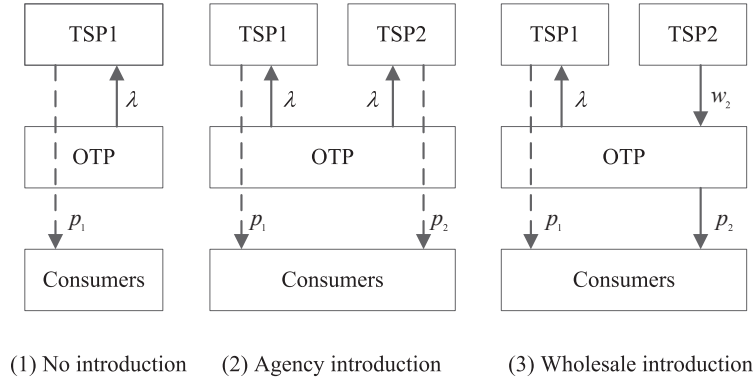 TSP1 TSP1 TSP2 TSP1 TSP2
λ λ λ λ w₂
OTP OTP OTP
p₁ p₁ p₂ p₁ p₂
Consumers Consumers Consumers
(1) No introduction (2) Agency introduction (3) Wholesale introduction